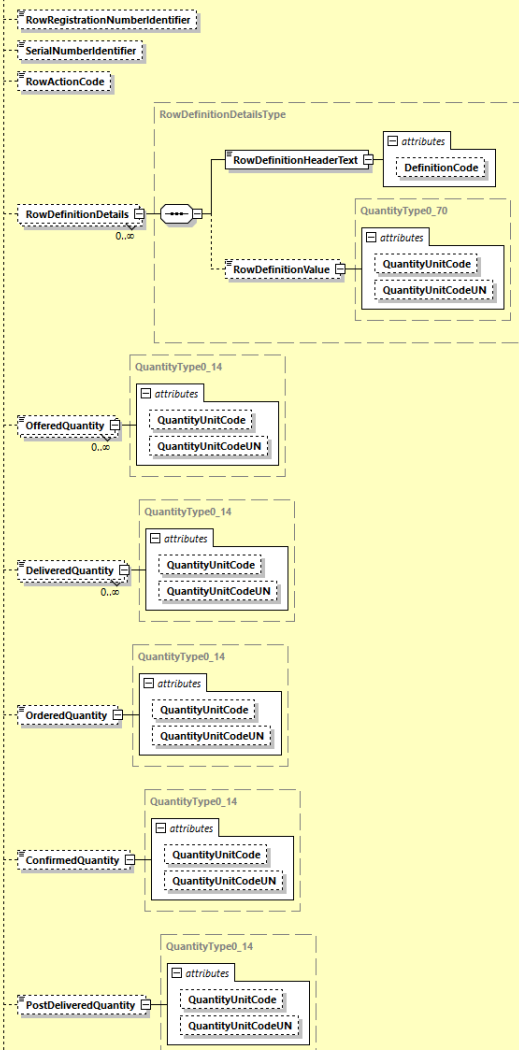 RowRegistrationNumberIdentifier
SerialNumberIdentifier
RowActionCode
RowDefinitionDetailsType
attributes
RowDefinitionHeaderText
DefinitionCode
QuantityType0_70
RowDefinitionDetails
0..∞
attributes
QuantityUnitCode
RowDefinitionValue
QuantityUnitCodeUN
QuantityType0_14
attributes
QuantityUnitCode
OfferedQuantity
0..∞
QuantityUnitCodeUN
QuantityType0_14
attributes
QuantityUnitCode
DeliveredQuantity
0..∞
QuantityUnitCodeUN
QuantityType0_14
attributes
QuantityUnitCode
OrderedQuantity
QuantityUnitCodeUN
QuantityType0_14
attributes
QuantityUnitCode
ConfirmedQuantity
QuantityUnitCodeUN
QuantityType0_14
attributes
QuantityUnitCode
PostDeliveredQuantity
QuantityUnitCodeUN